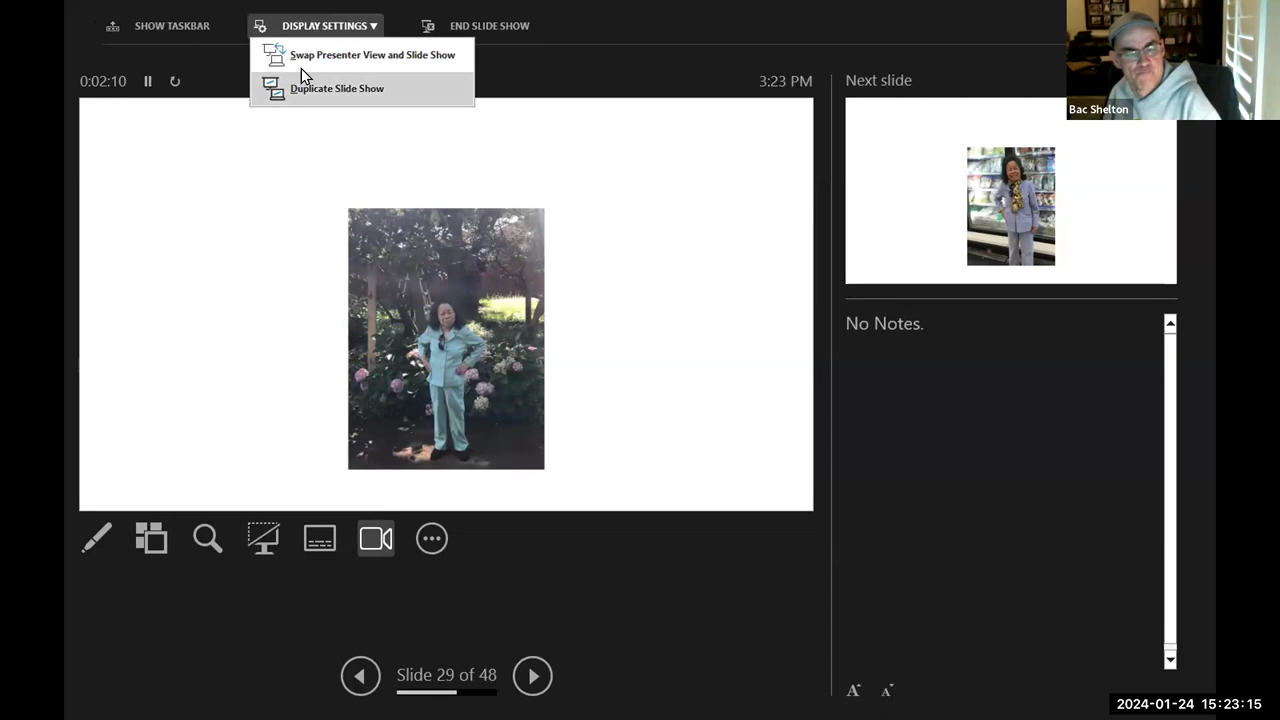 SHOW TASKBAR
DISPLAY SETTINGS ▼
END SLIDE SHOW
Swap Presenter View and Slide Show
Duplicate Slide Show
0:02:10
3:23 PM
Next slide
Bac Shelton
No Notes.
Slide 29 of 48
A A
2024-01-24 15:23:15